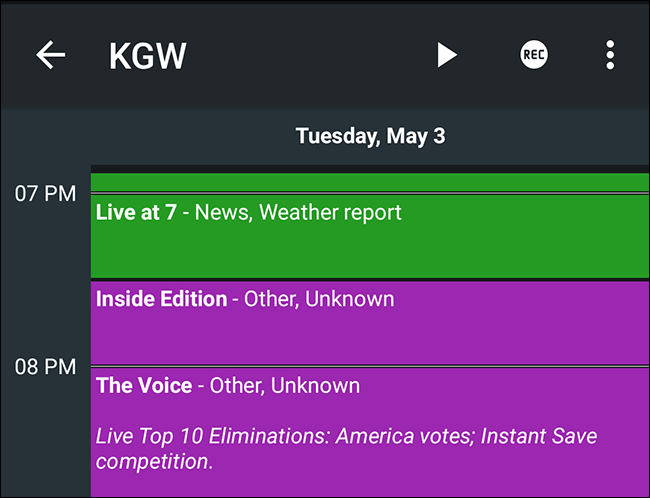 KGW
REC
Tuesday, May 3
07 PM
Live at 7 - News, Weather report
Inside Edition - Other, Unknown
08 PM
The Voice - Other, Unknown
Live Top 10 Eliminations: America votes; Instant Save
competition.